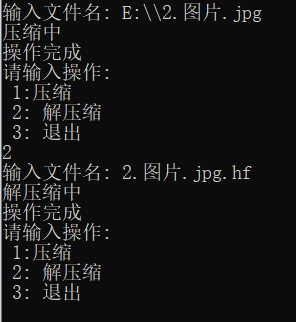 输入文件名: E:\\2.图片.jpg
压缩中
操作完成
请输入操作:
1:压缩
2: 解压缩
3: 退出
2
输入文件名: 2.图片.jpg.hf
解压缩中
操作完成
请输入操作:
1:压缩
2: 解压缩
3: 退出